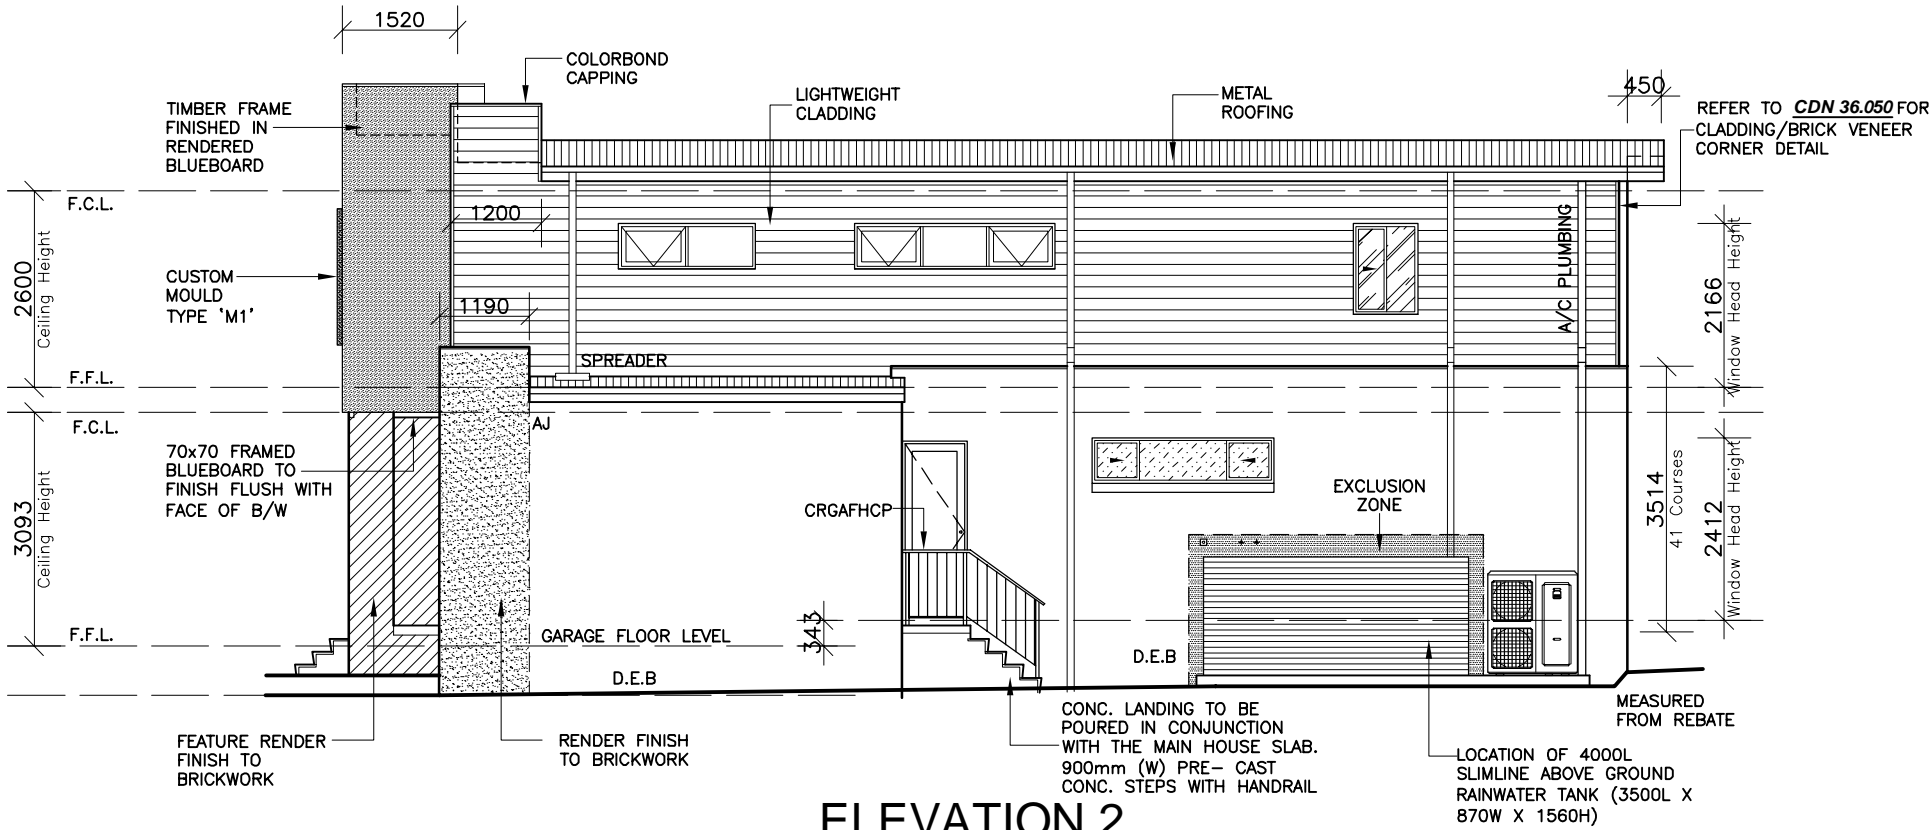 1520
COLORBOND
CAPPING
LIGHTWEIGHT
CLADDING
METAL
ROOFING
450
REFER TO CDN 36.050 FOR
CLADDING/BRICK VENEER
CORNER DETAIL
TIMBER FRAME
FINISHED IN
RENDERED
BLUEBOARD
F.C.L.
1200
2600
Ceiling Height
CUSTOM
MOULD
TYPE 'M1'
1190
A/C PLUMBING
2166
Window Head Height
SPREADER
F.F.L.
F.C.L.
AJ
70x70 FRAMED
BLUEBOARD TO
FINISH FLUSH WITH
FACE OF B/W
3093
Ceiling Height
CRGAFHCP
EXCLUSION
ZONE
3514
41 Courses
2412
Window Head Height
F.F.L.
GARAGE FLOOR LEVEL
343
D.E.B
D.E.B
MEASURED
FROM REBATE
FEATURE RENDER
FINISH TO
BRICKWORK
RENDER FINISH
TO BRICKWORK
CONC. LANDING TO BE
POURED IN CONJUNCTION
WITH THE MAIN HOUSE SLAB.
900mm (W) PRE- CAST
CONC. STEPS WITH HANDRAIL
LOCATION OF 4000L
SLIMLINE ABOVE GROUND
RAINWATER TANK (3500L X
870W X 1560H)
ELEVATION 2